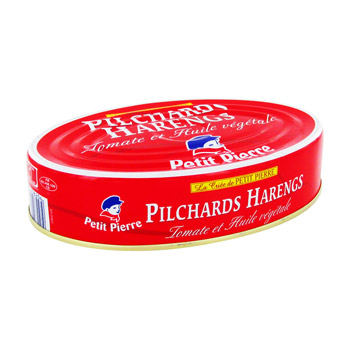 PILCHARDS HARENGS
Tomate et Huile végétale
Petit Pierre
La Criée de PETIT PIERRE
PILCHARDS HARENGS
Tomate et Huile végétale
Petit Pierre